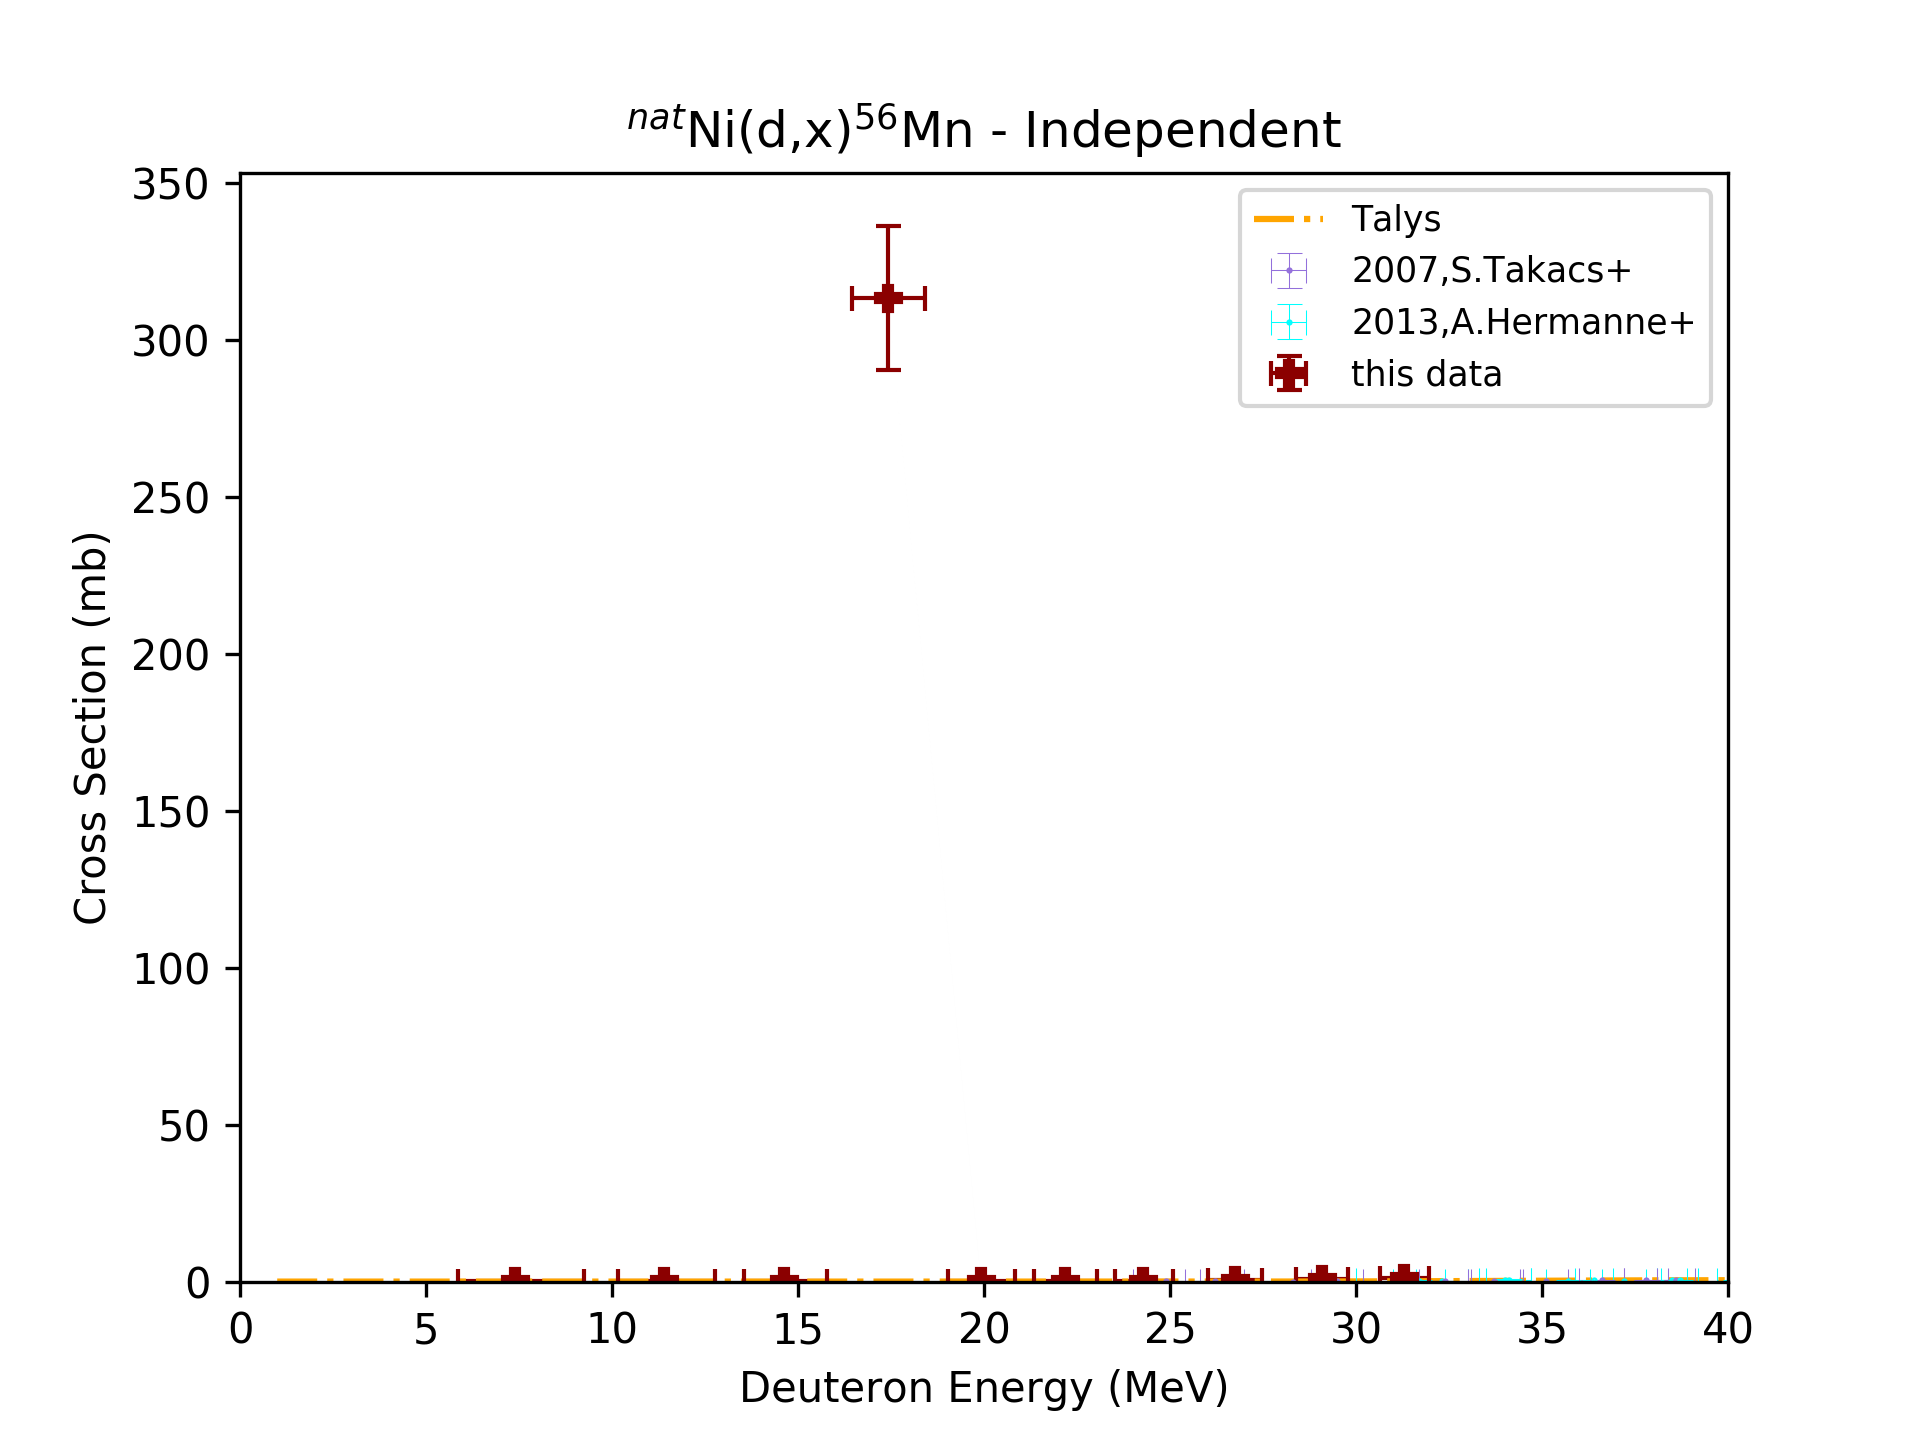 natNi(d,x)56Mn - Independent
350
300
250
200
150
100
50
0
Cross Section (mb)
Talys
2007,S.Takacs+
2013,A.Hermanne+
this data
0 5 10 15 20 25 30 35 40
Deuteron Energy (MeV)